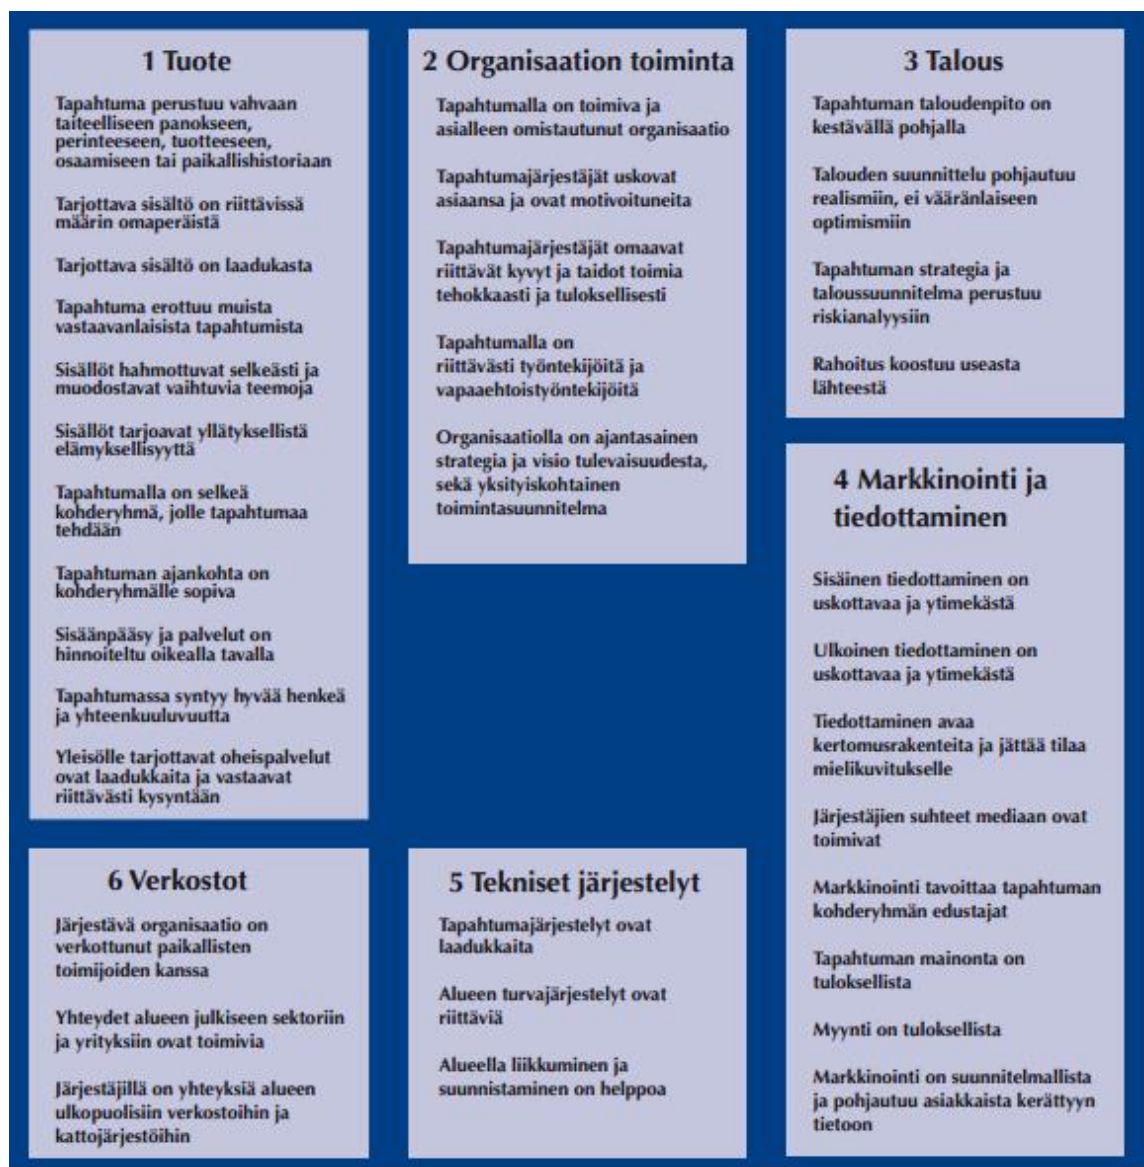 1 Tuote
Tapahtuma perustuu vahvaan
taiteelliseen panokseen,
perinteeseen, tuotteeseen,
osaamiseen tai paikallishistoriaan
Tarjottava sisältö on riittävissä
määrin omaperäistä
Tarjottava sisältö on laadukasta
Tapahtuma erottuu muista
vastaavanlaisista tapahtumista
Sisällöt hahmottuvat selkeästi ja
muodostavat vaihtuvia teemoja
Sisällöt tarjoavat yllätyksellistä
elämyksellisyyttä
Tapahtumalla on selkeä
kohderyhmä, jolle tapahtumaa
tehdään
Tapahtuman ajankohta on
kohderyhmälle sopiva
Sisäänpääsy ja palvelut on
hinnoiteltu oikealla tavalla
Tapahtumassa syntyy hyvää henkeä
ja yhteenkuuluvuutta
Yleisölle tarjottavat oheispalvelut
ovat laadukkaita ja vastaavat
riittävästi kysyntään
2 Organisaation toiminta
Tapahtumalla on toimiva ja
asialleen omistautunut organisaatio
Tapahtumajärjestäjät uskovat
asiaansa ja ovat motivoituneita
Tapahtumajärjestäjät omaavat
riittävät kyvyt ja taidot toimia
tehokkaasti ja tuloksellisesti
Tapahtumalla on
riittävästi työntekijöitä ja
vapaaehtoistyöntekijöitä
Organisaatiolla on ajantasainen
strategia ja visio tulevaisuudesta,
sekä yksityiskohtainen
toimintasuunnitelma
3 Talous
Tapahtuman taloudenpito on
kestävällä pohjalla
Talouden suunnittelu pohjautuu
realismiin, ei vääränlaiseen
optimismiin
Tapahtuman strategia ja
taloussuunnitelma perustuu
riskianalyysiin
Rahoitus koostuu useasta
lähteestä
4 Markkinointi ja
tiedottaminen
Sisäinen tiedottaminen on
uskottavaa ja ytimekästä
Ulkoinen tiedottaminen on
uskottavaa ja ytimekästä
Tiedottaminen avaa
kertomusrakenteita ja jättää tilaa
mielikuvitukselle
Järjestäjien suhteet mediaan ovat
toimivat
Markkinointi tavoittaa tapahtuman
kohderyhmän edustajat
Tapahtuman mainonta on
tuloksellista
Myynti on tuloksellista
Markkinointi on suunnitelmallista
ja pohjautuu asiakkaista kerättyyn
tietoon
5 Tekniset järjestelyt
Tapahtumajärjestelyt ovat
laadukkaita
Alueen turvajärjestelyt ovat
riittäviä
Alueella liikkuminen ja
suunnistaminen on helppoa
6 Verkostot
Järjestävä organisaatio on
verkottunut paikallisten
toimijoiden kanssa
Yhteydet alueen julkiseen sektoriin
ja yrityksiin ovat toimivia
Järjestäjillä on yhteyksiä alueen
ulkopuolisiin verkostoihin ja
kattojärjestöihin